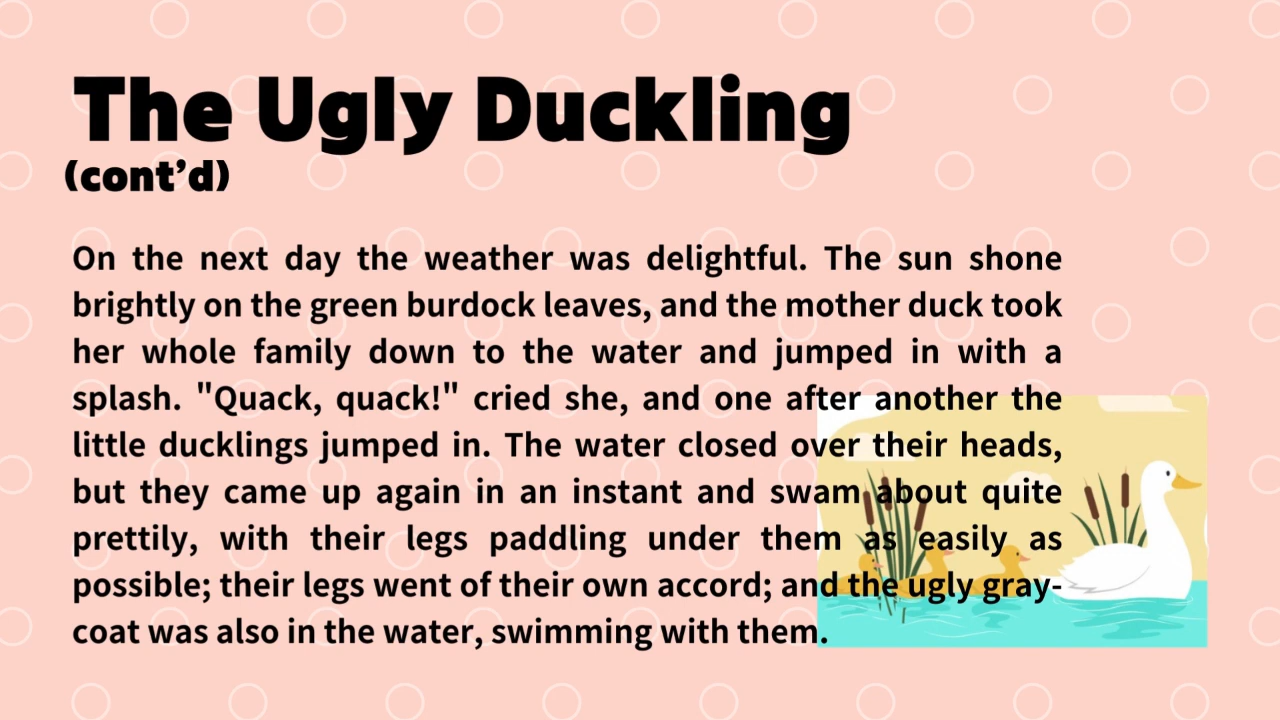 The Ugly Duckling
(cont’d)
On the next day the weather was delightful. The sun shone
brightly on the green burdock leaves, and the mother duck took
her whole family down to the water and jumped in with a
splash. "Quack, quack!" cried she, and one after another the
little ducklings jumped in. The water closed over their heads,
but they came up again in an instant and swam about quite
prettily, with their legs paddling under them as easily as
possible; their legs went of their own accord; and the ugly gray-
coat was also in the water, swimming with them.